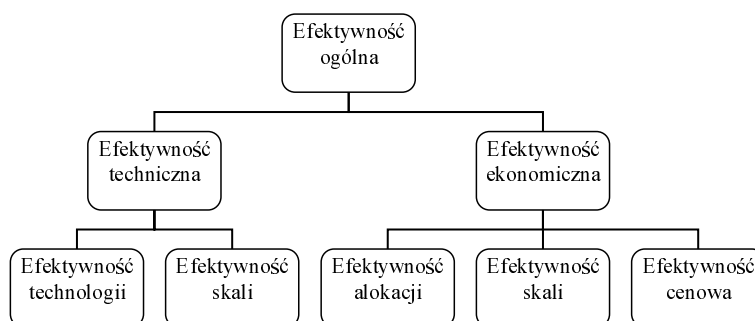 Efektywność
ogólna
Efektywność
techniczna
Efektywność
ekonomiczna
Efektywność
technologii
Efektywność
skali
Efektywność
alokacji
Efektywność
skali
Efektywność
cenowa